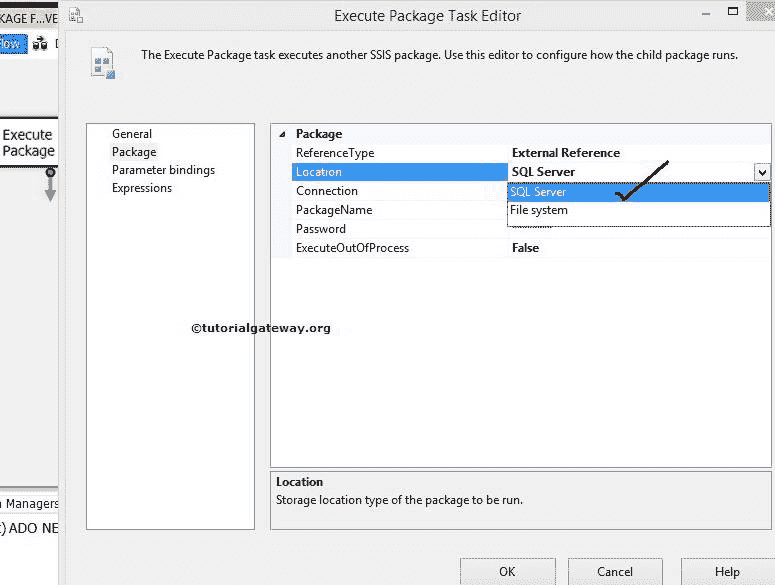 Execute Package Task Editor
KAGE F...VE
ow
The Execute Package task executes another SSIS package. Use this editor to configure how the child package runs.
Execute
Package
General
Package
Parameter bindings
Expressions
Package
ReferenceType External Reference
Location SQL Server
Connection SQL Server
PackageName File system
Password
ExecuteOutOfProcess False
©tutorialgateway.org
Location
Storage location type of the package to be run.
Managers
) ADO NE
OK Cancel Help